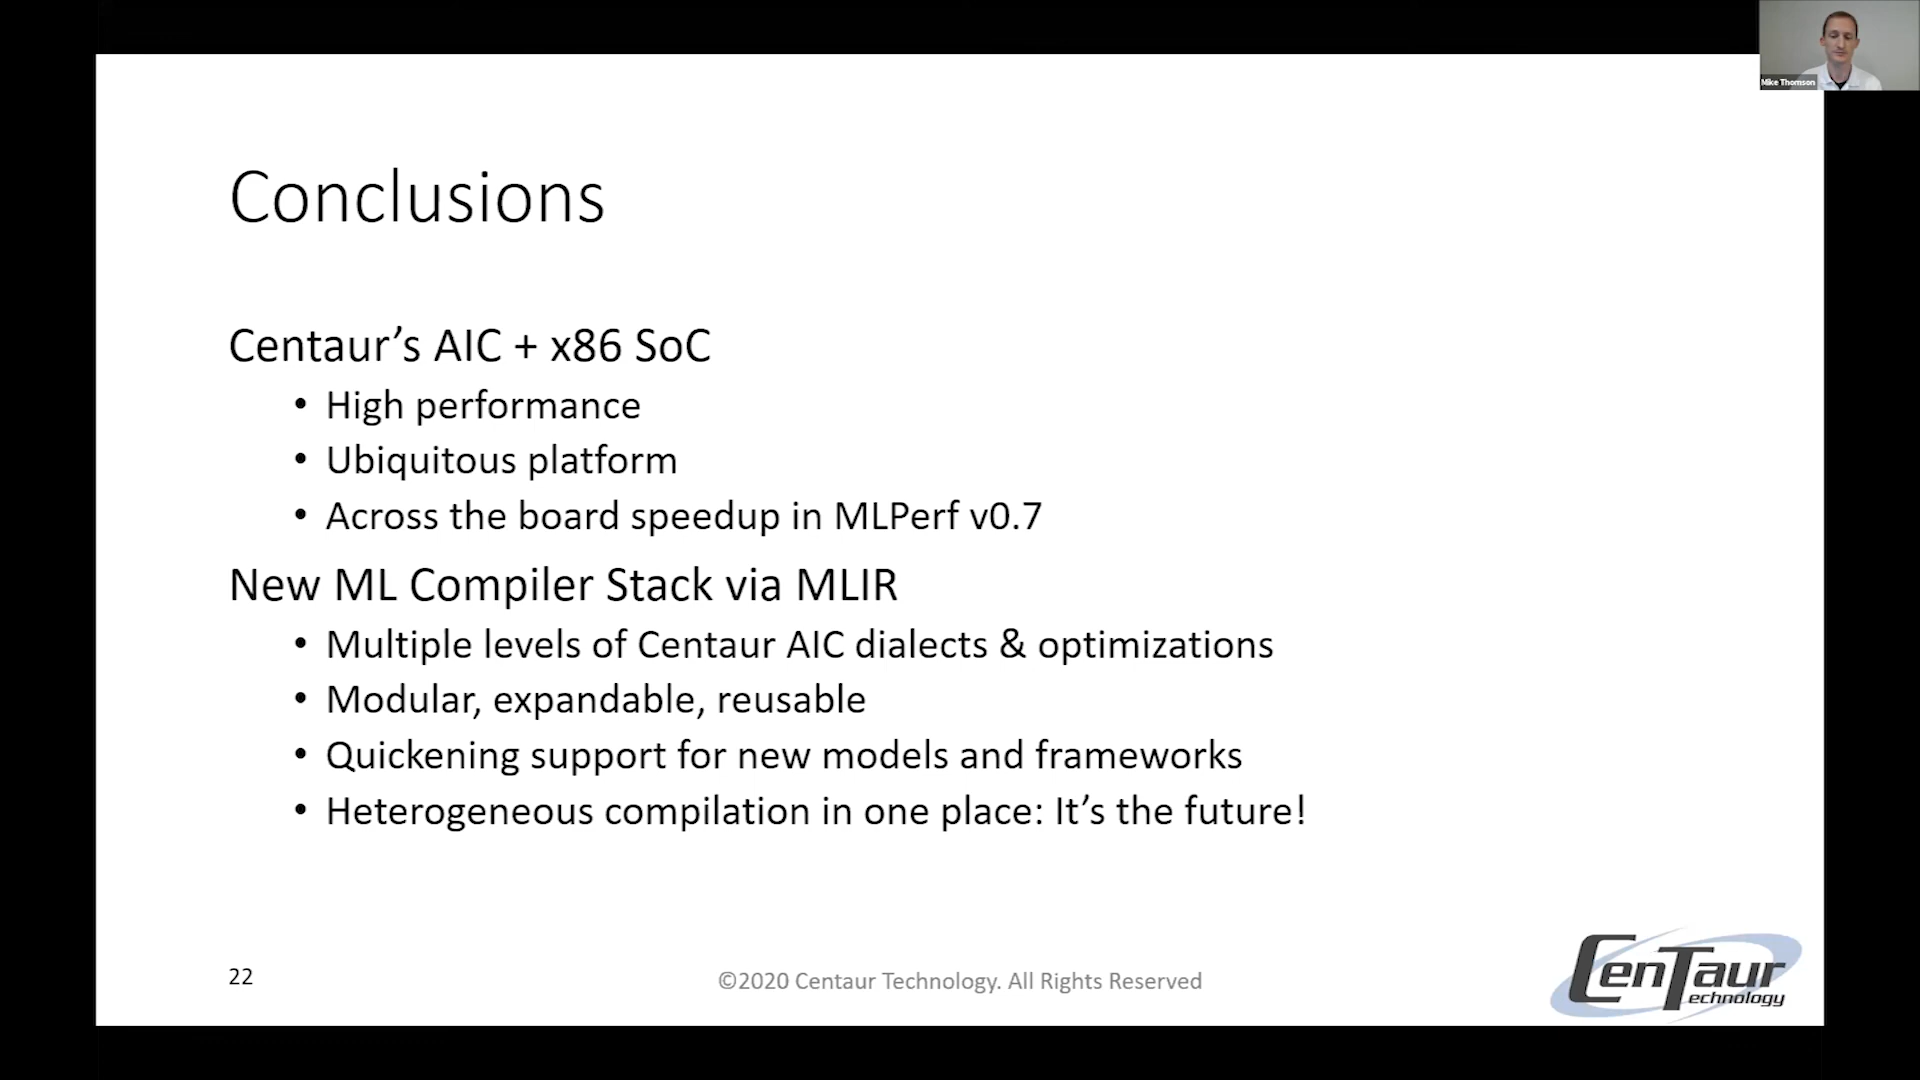 Mike Thomson
Conclusions
Centaur’s AIC + x86 SoC
• High performance
• Ubiquitous platform
• Across the board speedup in MLPerf v0.7
New ML Compiler Stack via MLIR
• Multiple levels of Centaur AIC dialects & optimizations
• Modular, expandable, reusable
• Quickening support for new models and frameworks
• Heterogeneous compilation in one place: It’s the future!
22
©2020 Centaur Technology. All Rights Reserved
CenTaur
Technology